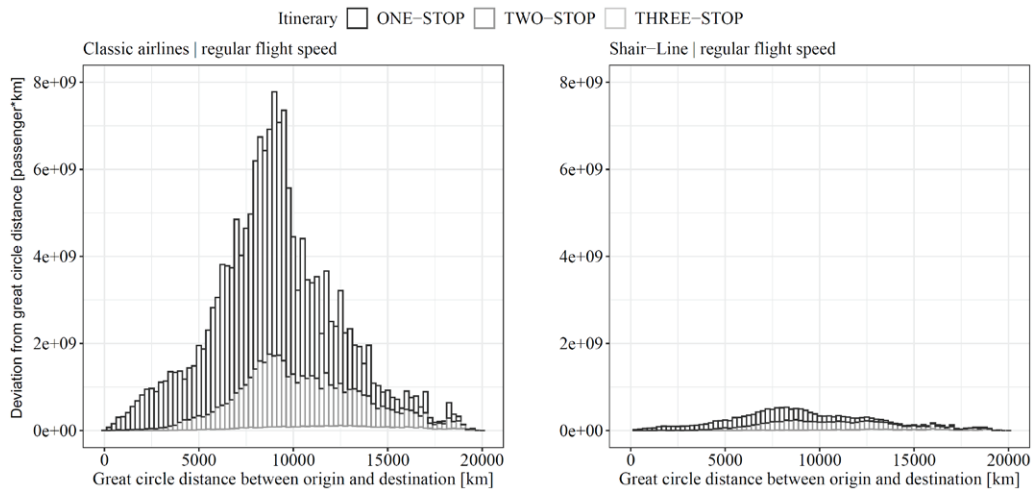 Itinerary ONE−STOP TWO−STOP THREE−STOP
Classic airlines | regular flight speed
Deviation from great circle distance [passenger*km]
8e+09
6e+09
4e+09
2e+09
0e+00
0 5000 10000 15000 20000
Great circle distance between origin and destination [km]
Shair−Line | regular flight speed
8e+09
6e+09
4e+09
2e+09
0e+00
0 5000 10000 15000 20000
Great circle distance between origin and destination [km]